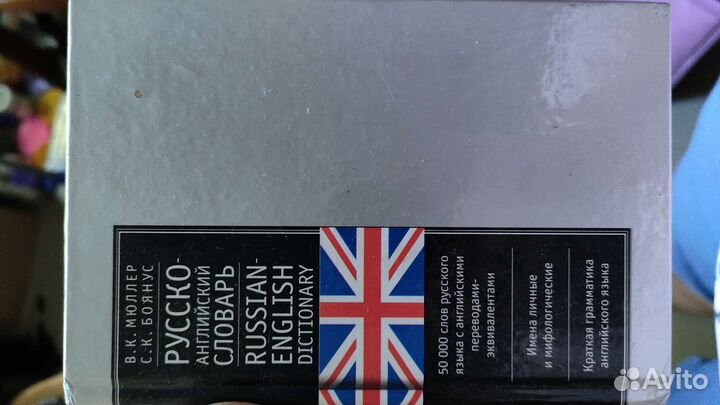 В.К. МЮЛЛЕР
С.К. БОЯНУС
РУССКО-
АНГЛИЙСКИЙ
СЛОВАРЬ
RUSSIAN-
ENGLISH
DICTIONARY
50 000 слов русского
языка с английскими
переводами-
эквивалентами
Имена личные
и мифологические
Краткая грамматика
английского языка
Avito